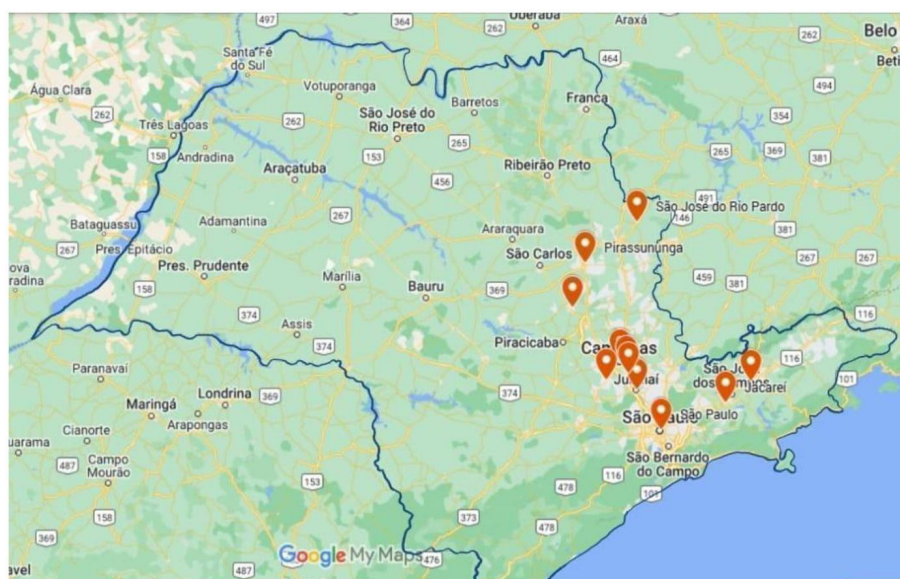 497
364
262
Uberaba
Araxá
262
Belo
Beti
Santa Fé
do Sul
464
494
Água Clara
Votuporanga
Barretos
Franca
262
354
Três Lagoas
262
São José do
Rio Preto
265
369
158
Andradina
153
265
381
Araçatuba
Ribeirão Preto
456
381
491
São José do Rio Pardo
146
267
Adamantina
Bataguassu
Araraquara
Pirassununga
267
Pres. Epitácio
São Carlos
267
267
ova
radina
Pres. Prudente
Marília
459
381
158
Bauru
369
116
374
Assis
374
Piracicaba
Paranavaí
116
101
374
Jacareí
Londrina
369
Maringá
São Paulo
Arapongas
Cianorte
uarama
São Bernardo
do Campo
487
Campo
Mourão
153
116
478
101
158
373
478
369
Google My Maps
476
avel
487